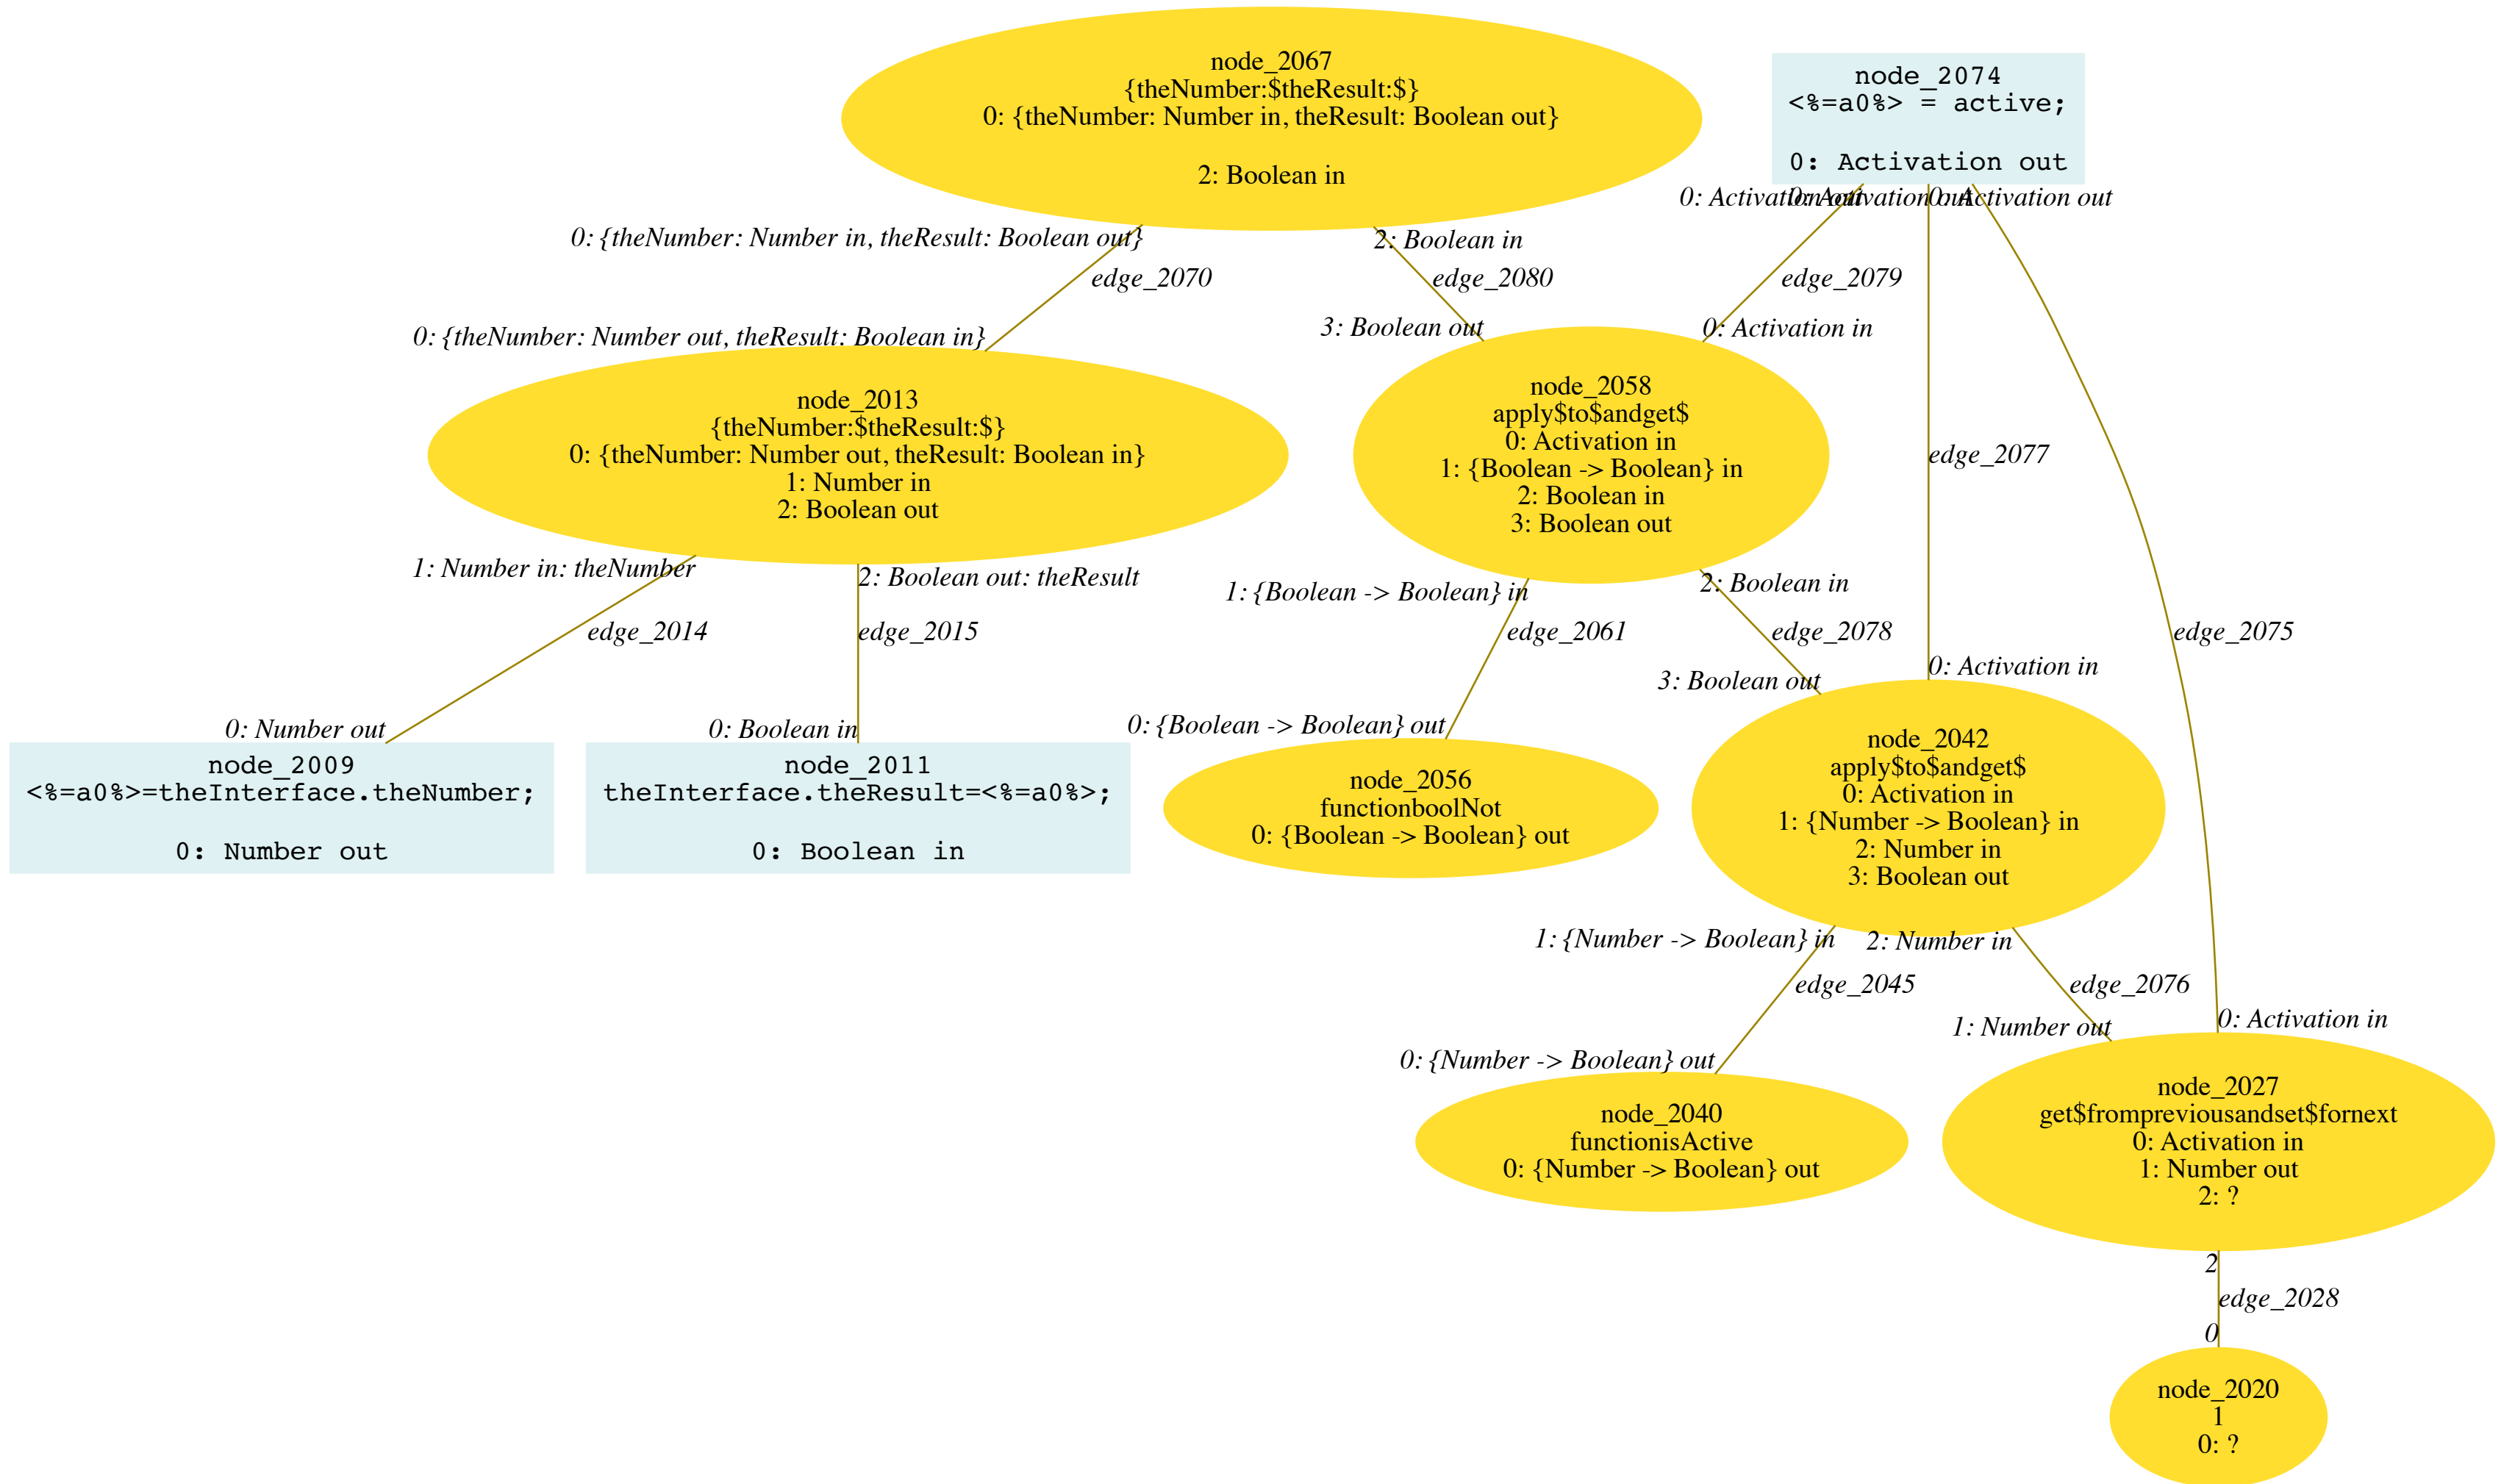 node_2067
{theNumber:$theResult:$}
0: {theNumber: Number in, theResult: Boolean out}
2: Boolean in
node_2074
<%=a0%> = active;
0: Activation out
0: Activation out
0: Activation out
0: Activation out
0: {theNumber: Number in, theResult: Boolean out}
2: Boolean in
edge_2070
edge_2080
edge_2079
0: {theNumber: Number out, theResult: Boolean in}
3: Boolean out
0: Activation in
node_2013
{theNumber:$theResult:$}
0: {theNumber: Number out, theResult: Boolean in}
1: Number in
2: Boolean out
node_2058
apply$to$andget$
0: Activation in
1: {Boolean -> Boolean} in
2: Boolean in
3: Boolean out
edge_2077
1: Number in: theNumber
2: Boolean out: theResult
1: {Boolean -> Boolean} in
2: Boolean in
edge_2014
edge_2015
edge_2061
edge_2078
edge_2075
0: Number out
0: Boolean in
0: {Boolean -> Boolean} out
3: Boolean out
0: Activation in
node_2009
<%=a0%>=theInterface.theNumber;
0: Number out
node_2011
theInterface.theResult=<%=a0%>;
0: Boolean in
node_2056
functionboolNot
0: {Boolean -> Boolean} out
node_2042
apply$to$andget$
0: Activation in
1: {Number -> Boolean} in
2: Number in
3: Boolean out
1: {Number -> Boolean} in
2: Number in
edge_2045
edge_2076
0: {Number -> Boolean} out
1: Number out
0: Activation in
node_2040
functionisActive
0: {Number -> Boolean} out
node_2027
get$frompreviousandset$fornext
0: Activation in
1: Number out
2: ?
2
edge_2028
0
node_2020
1
0: ?